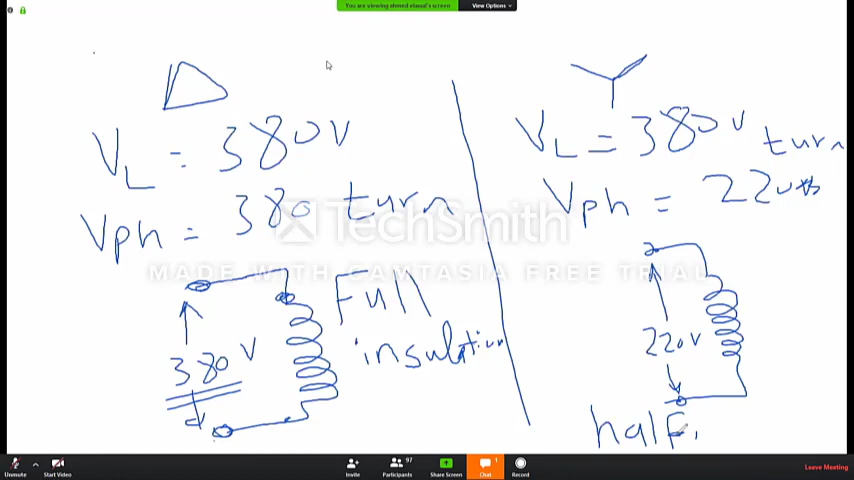 You are viewing ahmed elassal's screen
View Options
VL = 380V
Vph = 380 turn
Full
insulation
380 V
VL = 380V
turn
Vph = 220
220V
half
TechSmith
MADE WITH CAMTASIA FREE TRIAL
Unmute
Start Video
Invite
97
Participants
Share Screen
1
Chat
Record
Leave Meeting